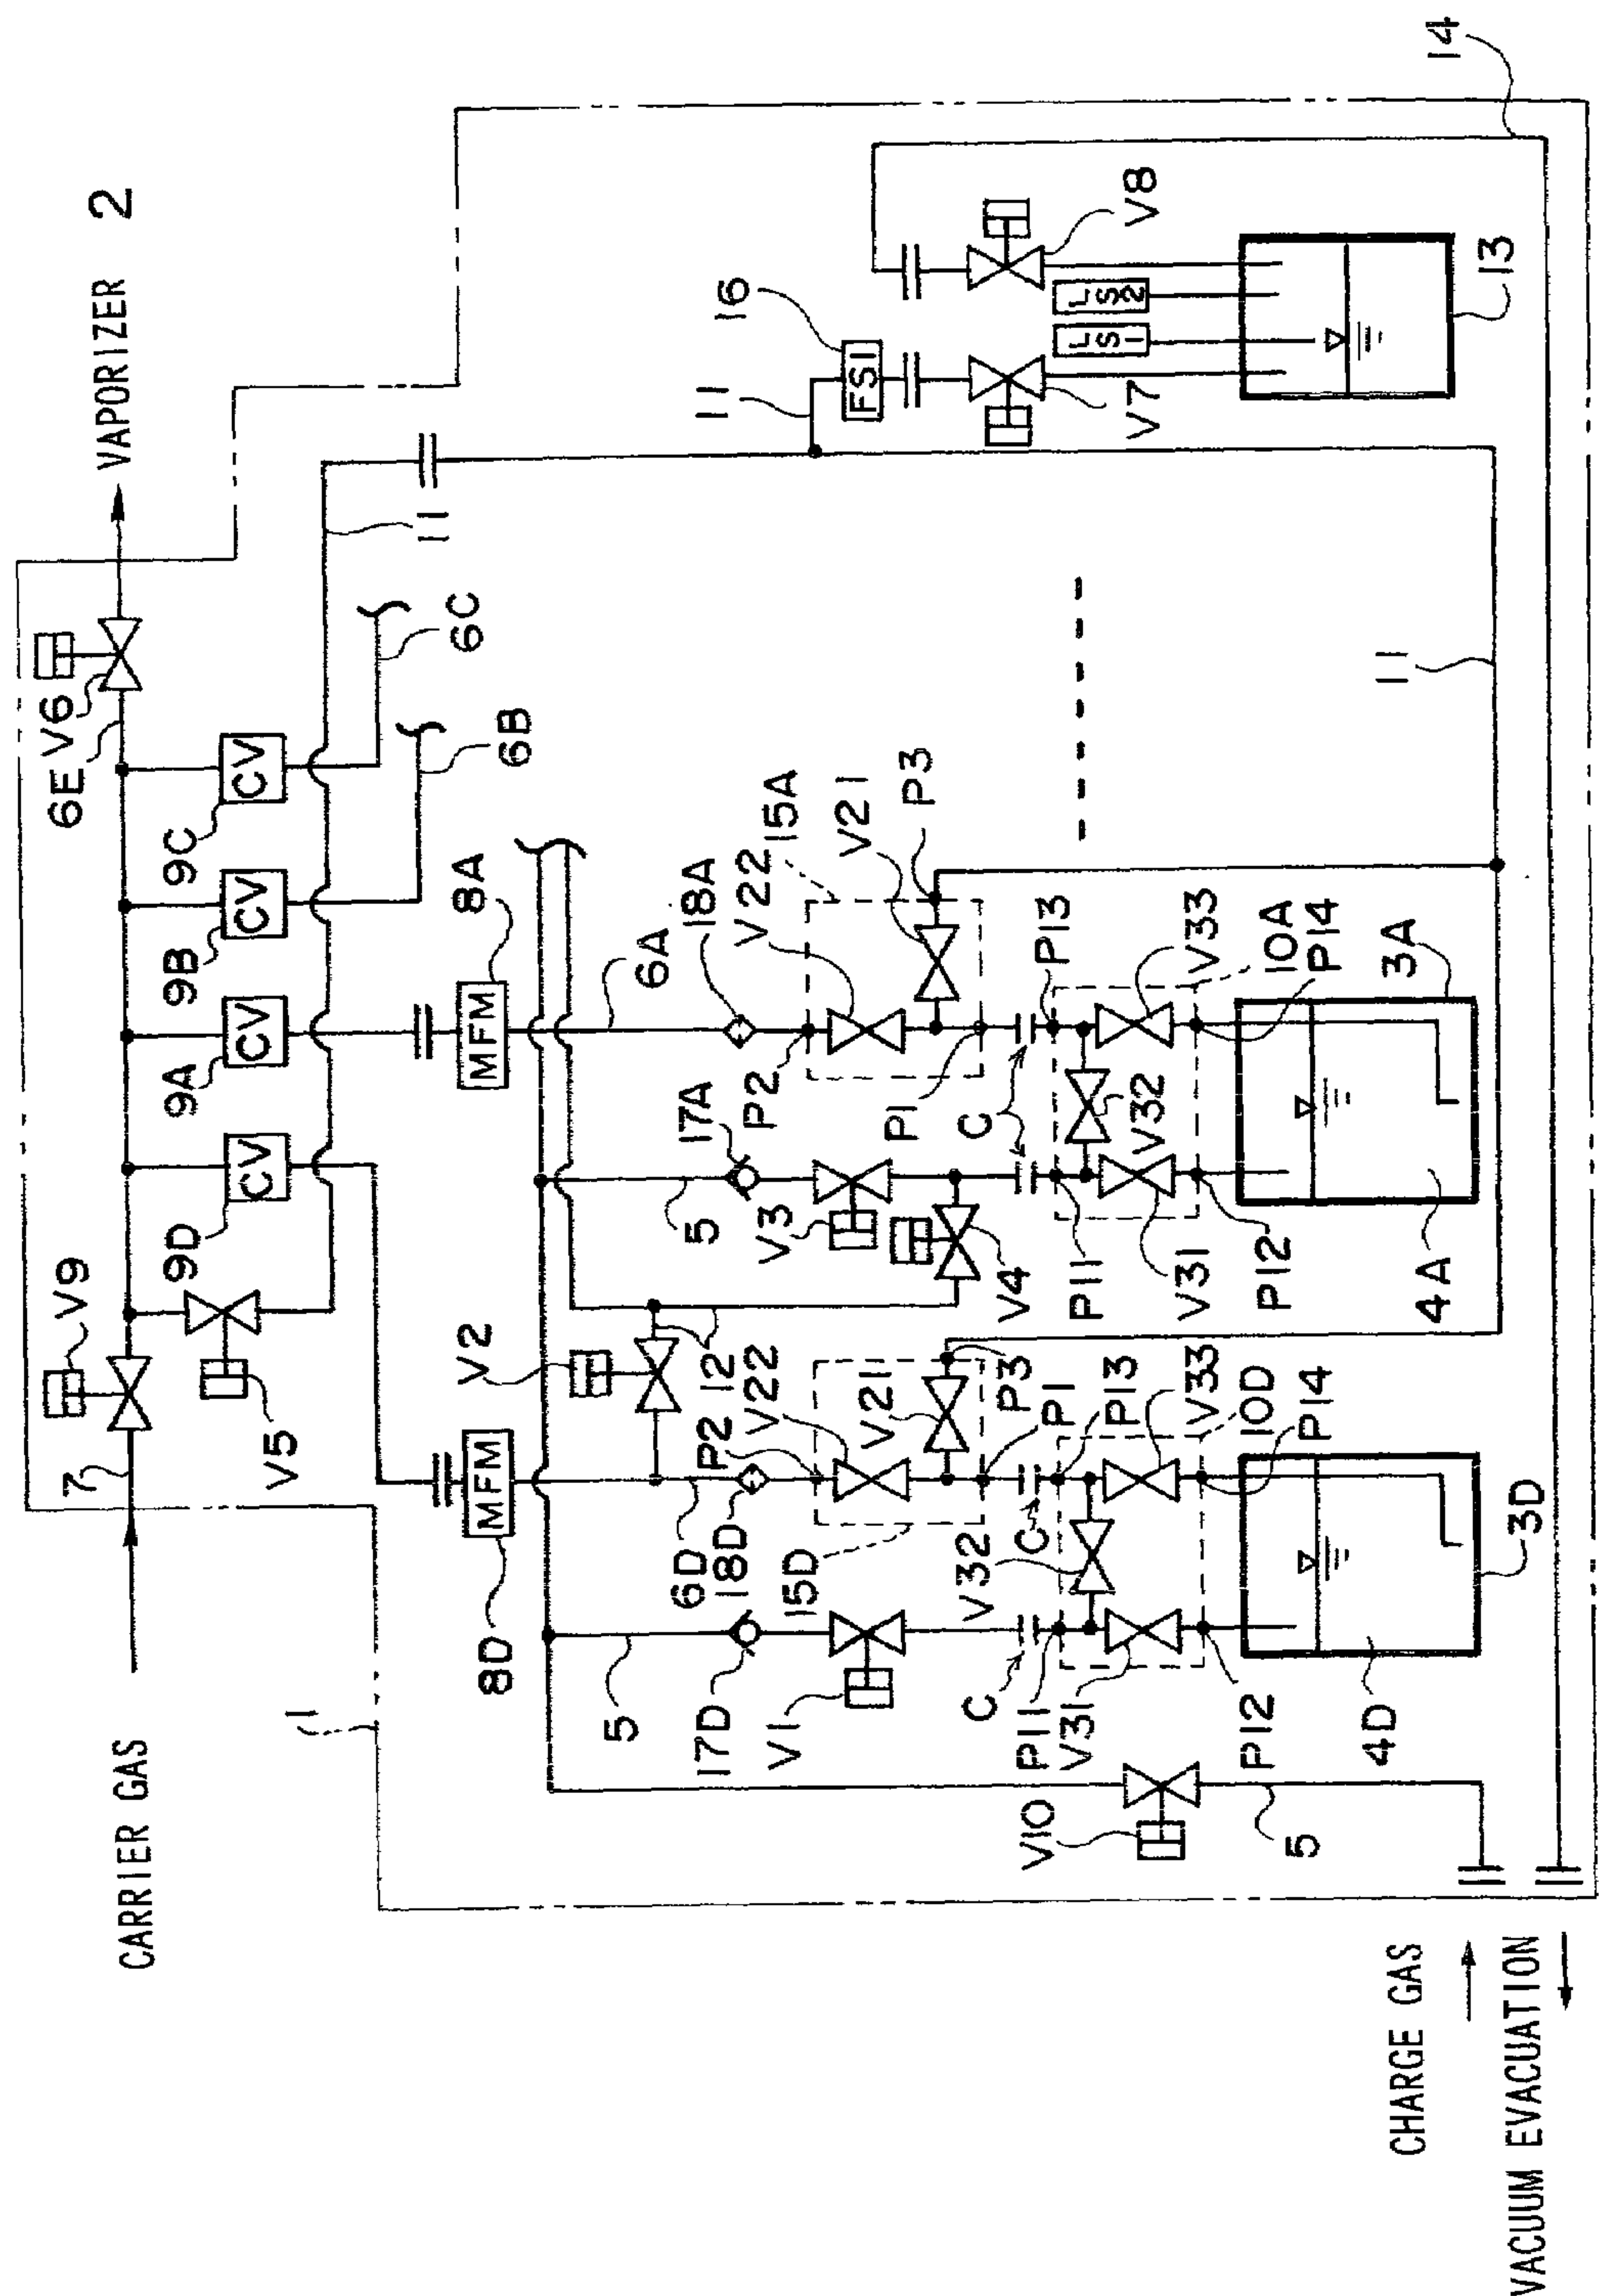 CARRIER GAS
VAPORIZER 2
7
V9
V5
9D
9A
9B
9C
6E
V6
CV
CV
CV
CV
11
6C
6B
1
8D
MFM
V2
MFM
8A
12
5
17D
V1
6D
18D
P2
V22
V21
15D
P3
P1
C
C
V32
P11
V31
P13
V33
10D
P14
P12
4D
3D
V10
5
5
17A
V3
V4
6A
18A
V22
15A
V21
P3
P2
P1
C
P13
V33
10A
P14
V32
P11
V31
P12
4A
3A
11
11
16
FS1
V7
LS1
LS2
V8
13
14
CHARGE GAS
VACUUM EVACUATION